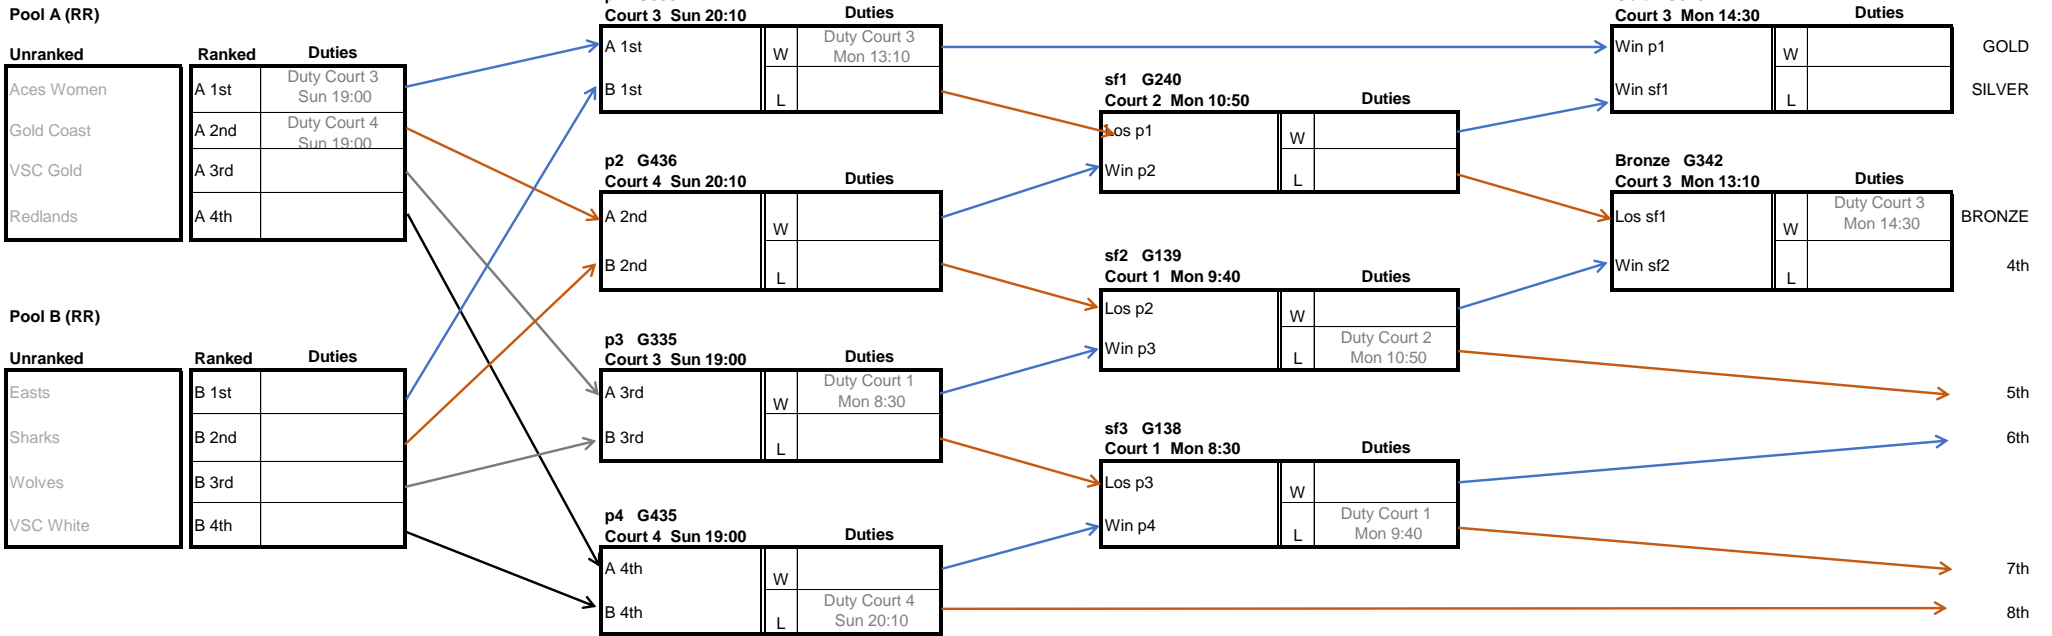 Pool A (RR)
Unranked
Ranked
Duties
Aces Women
A 1st
Duty Court 3
Sun 19:00
Gold Coast
A 2nd
Duty Court 4
Sun 19:00
VSC Gold
A 3rd
Redlands
A 4th
Pool B (RR)
Unranked
Ranked
Duties
Easts
B 1st
Sharks
B 2nd
Wolves
B 3rd
VSC White
B 4th
Court 3 Sun 20:10
Duties
A 1st
W
Duty Court 3
Mon 13:10
B 1st
L
p2 G436
Court 4 Sun 20:10
Duties
A 2nd
W
B 2nd
L
p3 G335
Court 3 Sun 19:00
Duties
A 3rd
W
Duty Court 1
Mon 8:30
B 3rd
L
p4 G435
Court 4 Sun 19:00
Duties
A 4th
W
B 4th
L
Duty Court 4
Sun 20:10
sf1 G240
Court 2 Mon 10:50
Duties
Los p1
W
Win p2
L
sf2 G139
Court 1 Mon 9:40
Duties
Los p2
W
Win p3
L
Duty Court 2
Mon 10:50
sf3 G138
Court 1 Mon 8:30
Duties
Los p3
W
Win p4
L
Duty Court 1
Mon 9:40
Court 3 Mon 14:30
Duties
Win p1
W
GOLD
Win sf1
L
SILVER
Bronze G342
Court 3 Mon 13:10
Duties
Los sf1
W
Duty Court 3
Mon 14:30
BRONZE
Win sf2
L
4th
5th
6th
7th
8th